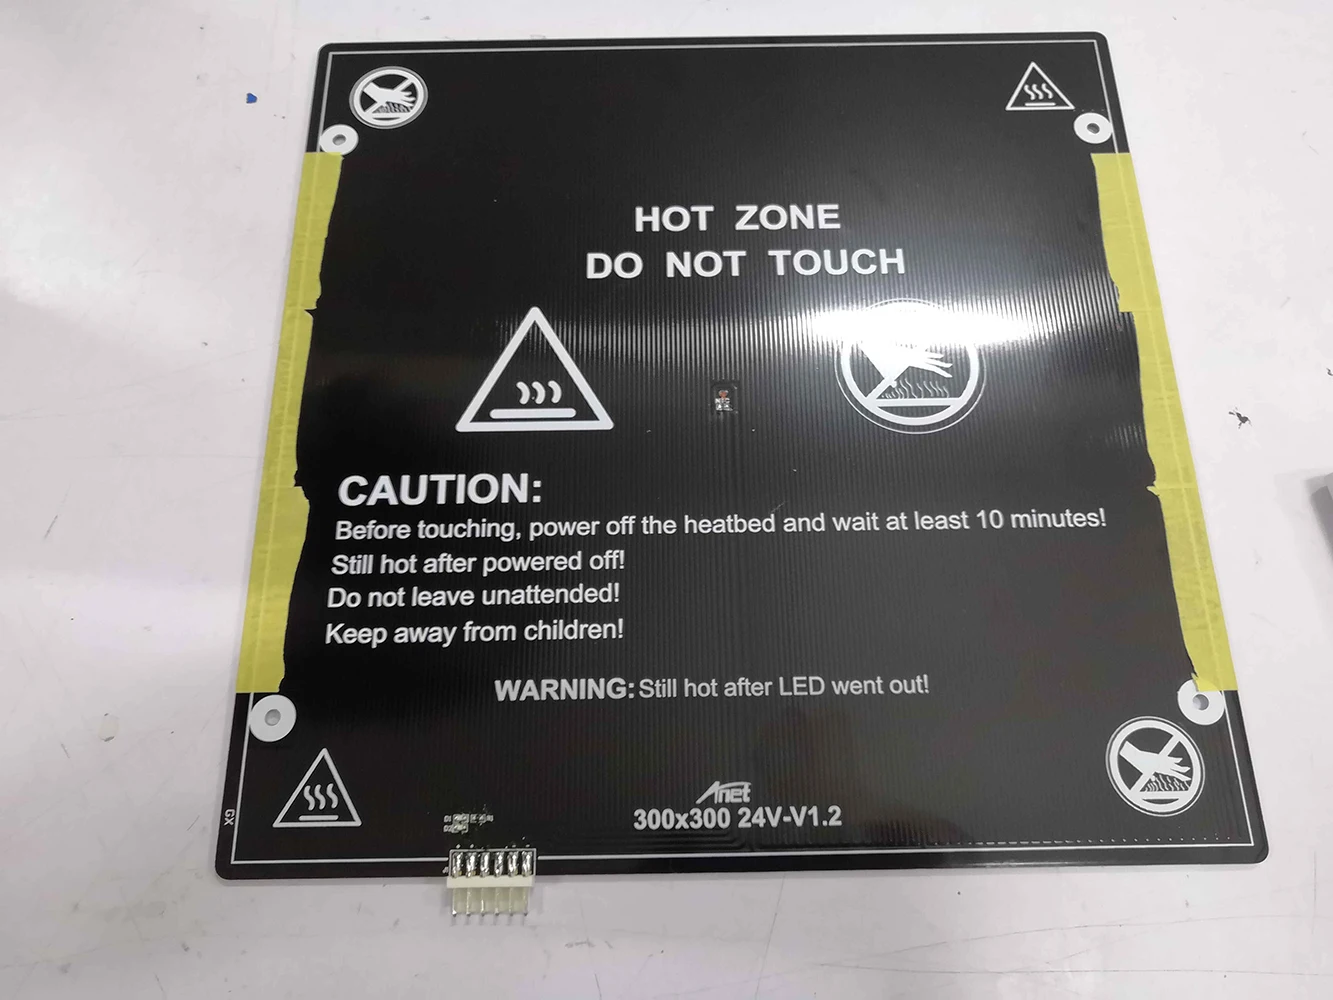 HOT ZONE
DO NOT TOUCH
CAUTION:
Before touching, power off the heatbed and wait at least 10 minutes!
Still hot after powered off!
Do not leave unattended!
Keep away from children!
WARNING: Still hot after LED went out!
Anet
300x300 24V-V1.2
GX